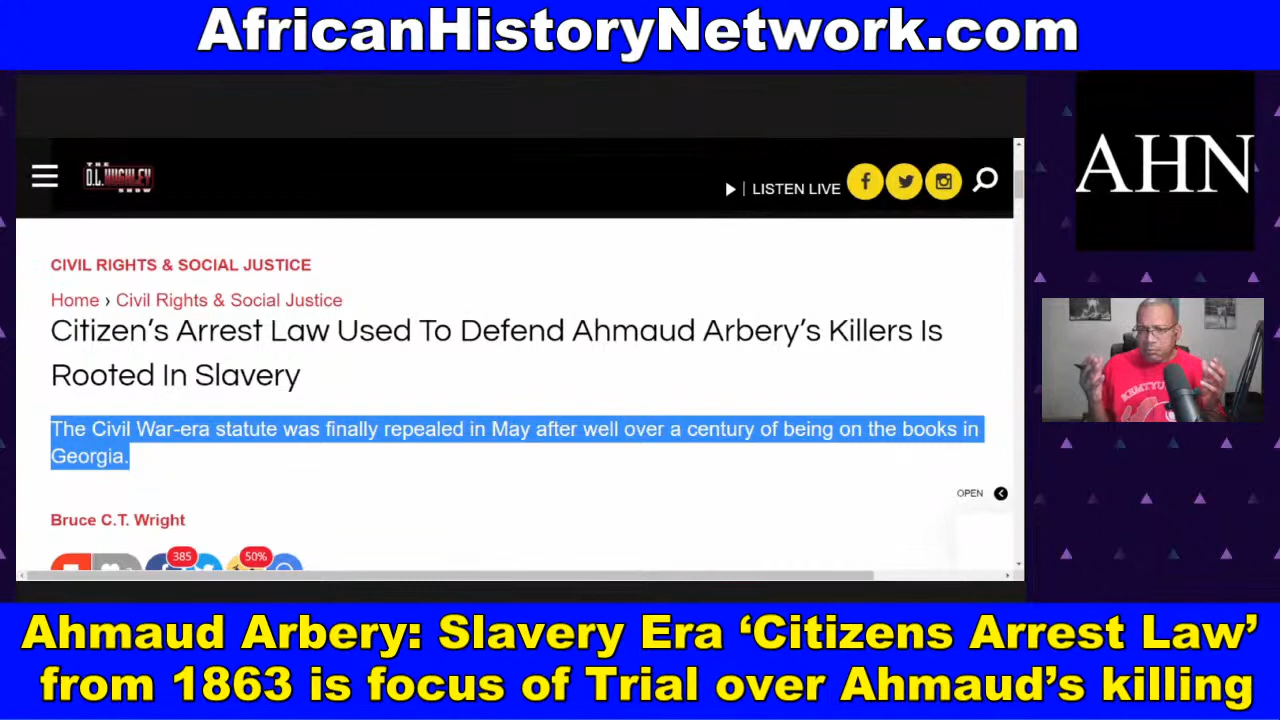 AfricanHistoryNetwork.com
THE
D.L. HUGHLEY
SHOW
LISTEN LIVE
AHN
CIVIL RIGHTS & SOCIAL JUSTICE
Home › Civil Rights & Social Justice
Citizen’s Arrest Law Used To Defend Ahmaud Arbery’s Killers Is
Rooted In Slavery
The Civil War-era statute was finally repealed in May after well over a century of being on the books in
Georgia.
OPEN
Bruce C.T. Wright
385
50%
Ahmaud Arbery: Slavery Era ‘Citizens Arrest Law’
from 1863 is focus of Trial over Ahmaud’s killing